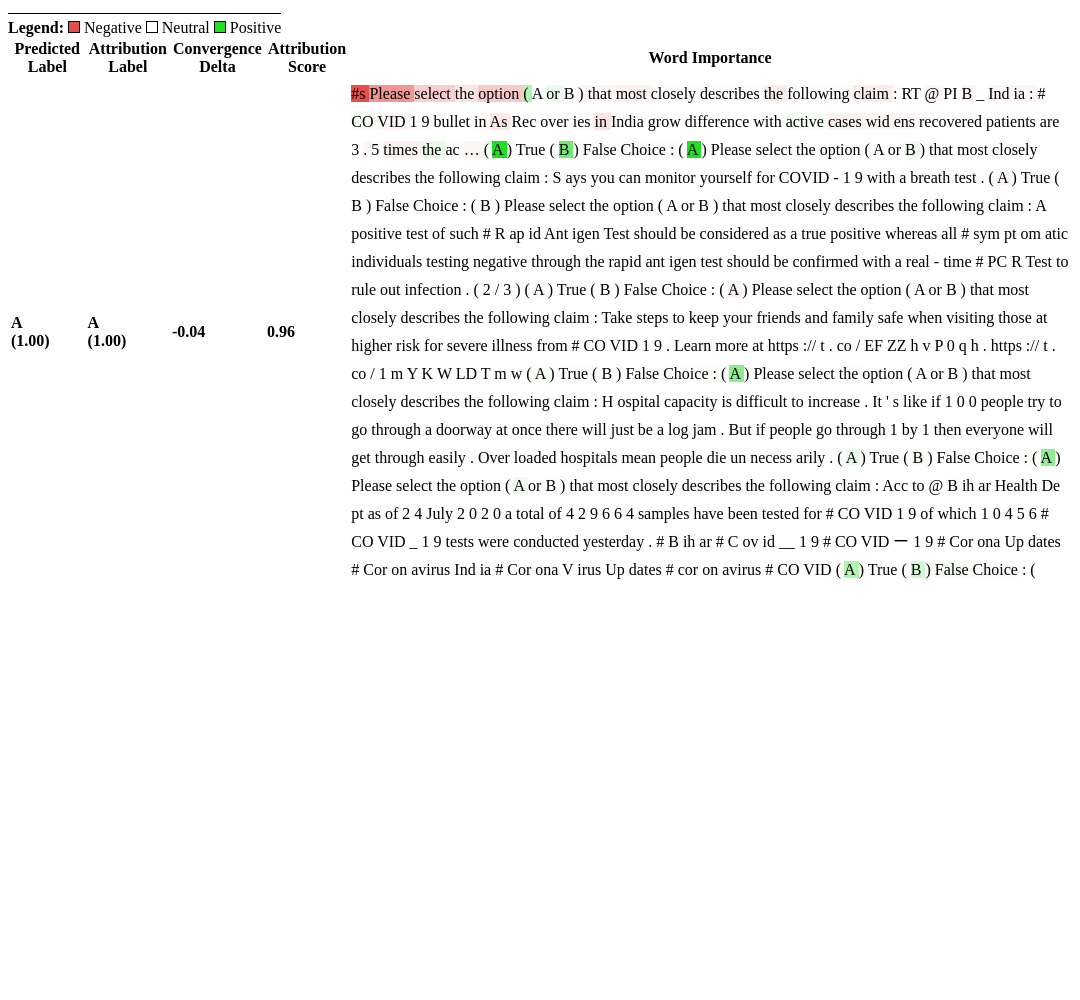 Legend: Negative Neutral Positive
Predicted Label Attribution Label Convergence Delta Attribution Score Word Importance
A (1.00) A (1.00) -0.04 0.96
#s Please select the option ( A or B ) that most closely describes the following claim : RT @ PI B _ Ind ia : #
CO VID 1 9 bullet in As Rec over ies in India grow difference with active cases wid ens recovered patients are
3 . 5 times the ac … ( A ) True ( B ) False Choice : ( A ) Please select the option ( A or B ) that most closely
describes the following claim : S ays you can monitor yourself for COVID - 1 9 with a breath test . ( A ) True (
B ) False Choice : ( B ) Please select the option ( A or B ) that most closely describes the following claim : A
positive test of such # R ap id Ant igen Test should be considered as a true positive whereas all # sym pt om atic
individuals testing negative through the rapid ant igen test should be confirmed with a real - time # PC R Test to
rule out infection . ( 2 / 3 ) ( A ) True ( B ) False Choice : ( A ) Please select the option ( A or B ) that most
closely describes the following claim : Take steps to keep your friends and family safe when visiting those at
higher risk for severe illness from # CO VID 1 9 . Learn more at https :// t . co / EF ZZ h v P 0 q h . https :// t .
co / 1 m Y K W LD T m w ( A ) True ( B ) False Choice : ( A ) Please select the option ( A or B ) that most
closely describes the following claim : H ospital capacity is difficult to increase . It ' s like if 1 0 0 people try to
go through a doorway at once there will just be a log jam . But if people go through 1 by 1 then everyone will
get through easily . Over loaded hospitals mean people die un necess arily . ( A ) True ( B ) False Choice : ( A )
Please select the option ( A or B ) that most closely describes the following claim : Acc to @ B ih ar Health De
pt as of 2 4 July 2 0 2 0 a total of 4 2 9 6 6 4 samples have been tested for # CO VID 1 9 of which 1 0 4 5 6 #
CO VID _ 1 9 tests were conducted yesterday . # B ih ar # C ov id __ 1 9 # CO VID ー 1 9 # Cor ona Up dates
# Cor on avirus Ind ia # Cor ona V irus Up dates # cor on avirus # CO VID ( A ) True ( B ) False Choice : (